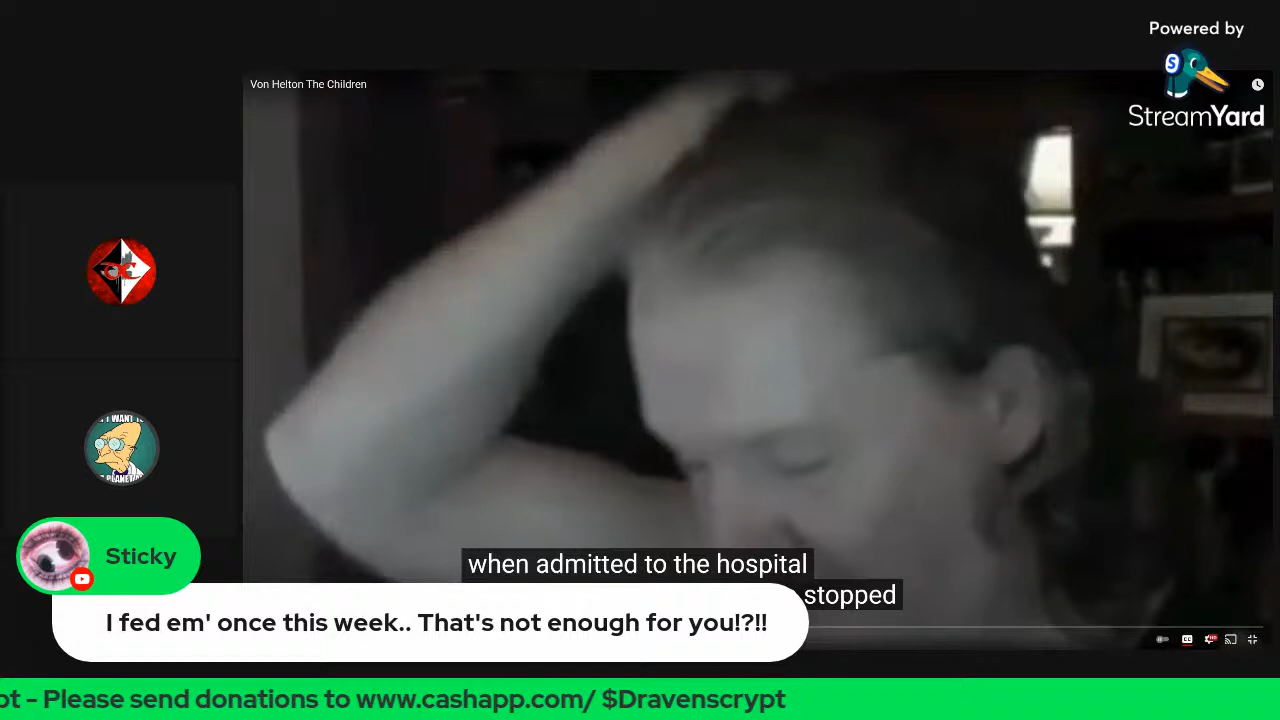 Powered by
StreamYard
Von Helton The Children
when admitted to the hospital
stopped
Sticky
I fed em' once this week.. That's not enough for you!?!!
pt - Please send donations to www.cashapp.com/ $Dravenscrypt